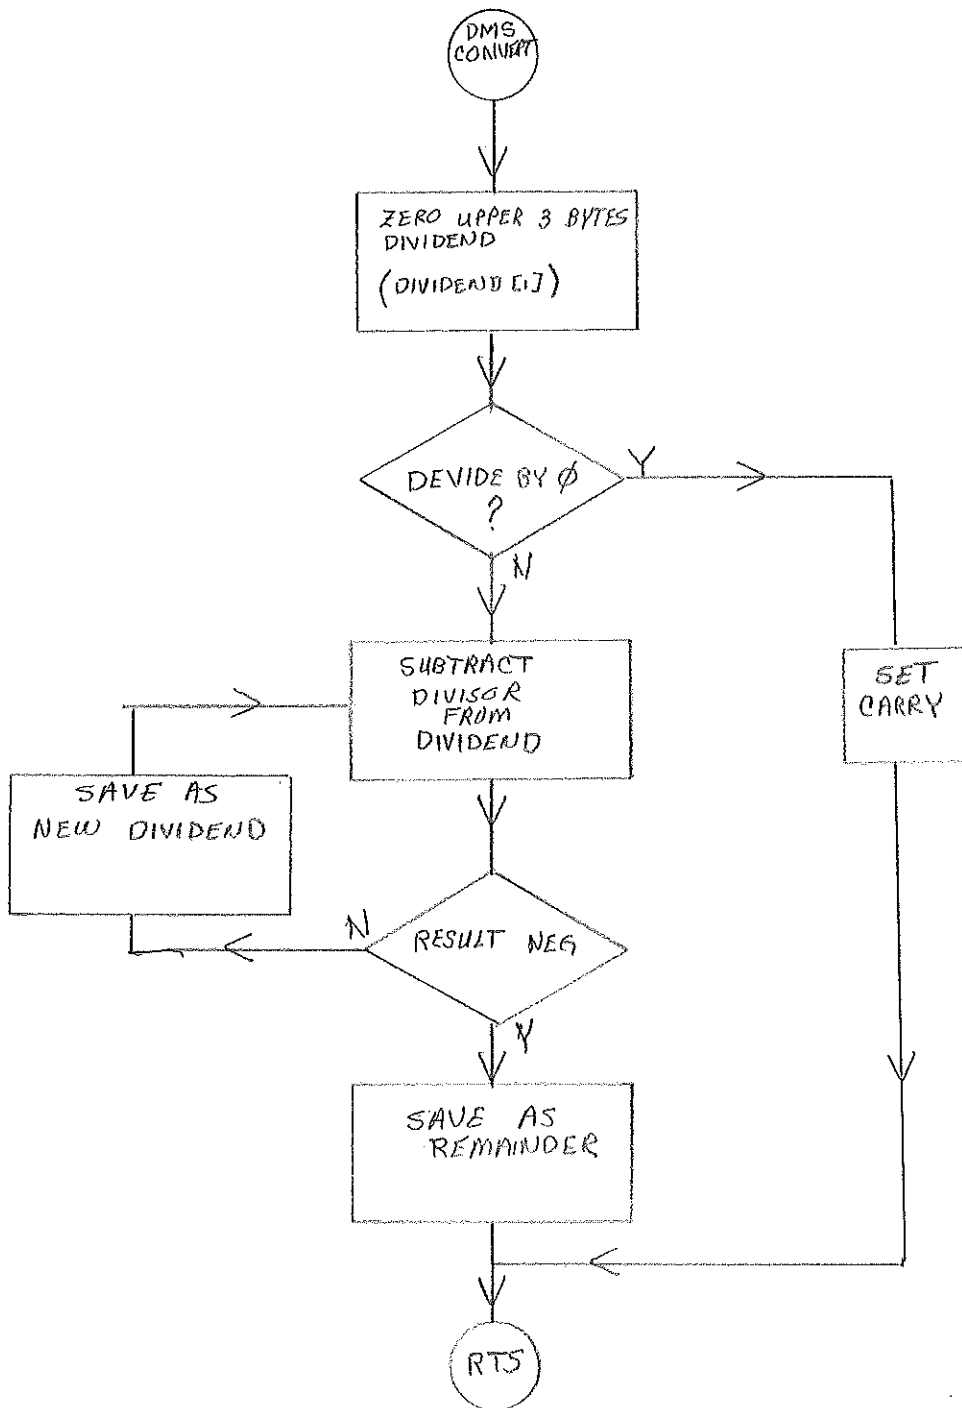 DMS
CONVERT
ZERO UPPER 3 BYTES
DIVIDEND
(DIVIDEND [1])
DEVIDE BY Ø
?
Y
N
SUBTRACT
DIVISOR
FROM
DIVIDEND
SET
CARRY
SAVE AS
NEW DIVIDEND
N
RESULT NEG
Y
SAVE AS
REMAINDER
RTS